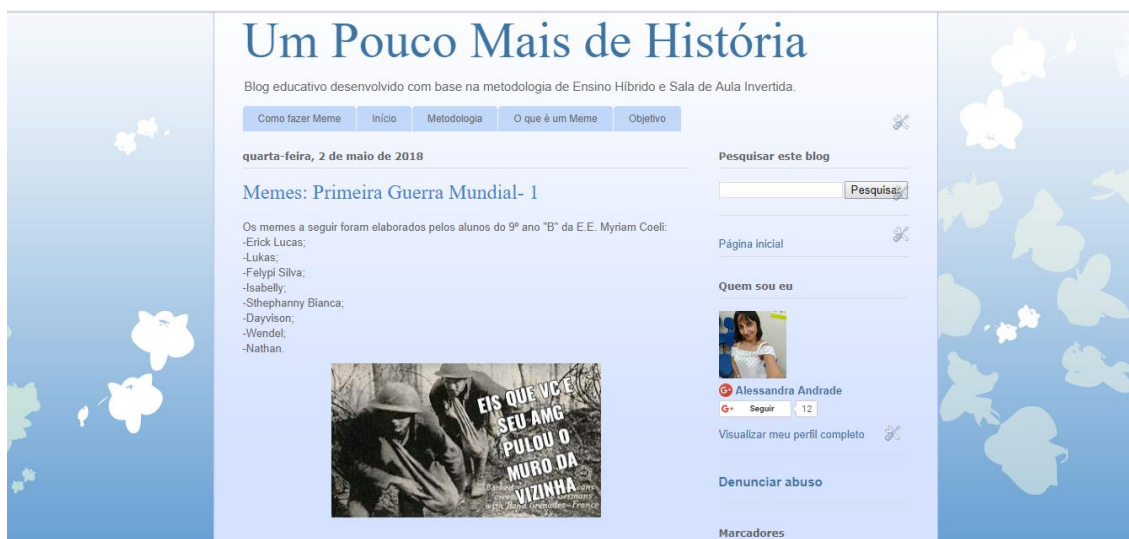 Um Pouco Mais de História
Blog educativo desenvolvido com base na metodologia de Ensino Híbrido e Sala de Aula Invertida.
Como fazer Meme
Início
Metodologia
O que è um Meme
Objetivo
quarta-feira, 2 de maio de 2018
Memes: Primeira Guerra Mundial- 1
Os memes a seguir foram elaborados pelos alunos do 9º ano "B" da E.E. Myriam Coeli:
-Erick Lucas;
-Lukas;
-Felypi Silva;
-Isabelly;
-Sthephanny Bianca;
-Dayvison;
-Wendel;
-Nathan.
EIS QUE VC E
SEU AMG
PULOU O
MURO DA
VIZINHA
with Hand Grenades-France
Pesquisar este blog
Pesquisar
Página inicial
Quem sou eu
G+ Alessandra Andrade
G+ Seguir 12
Visualizar meu perfil completo
Denunciar abuso
Marcadores